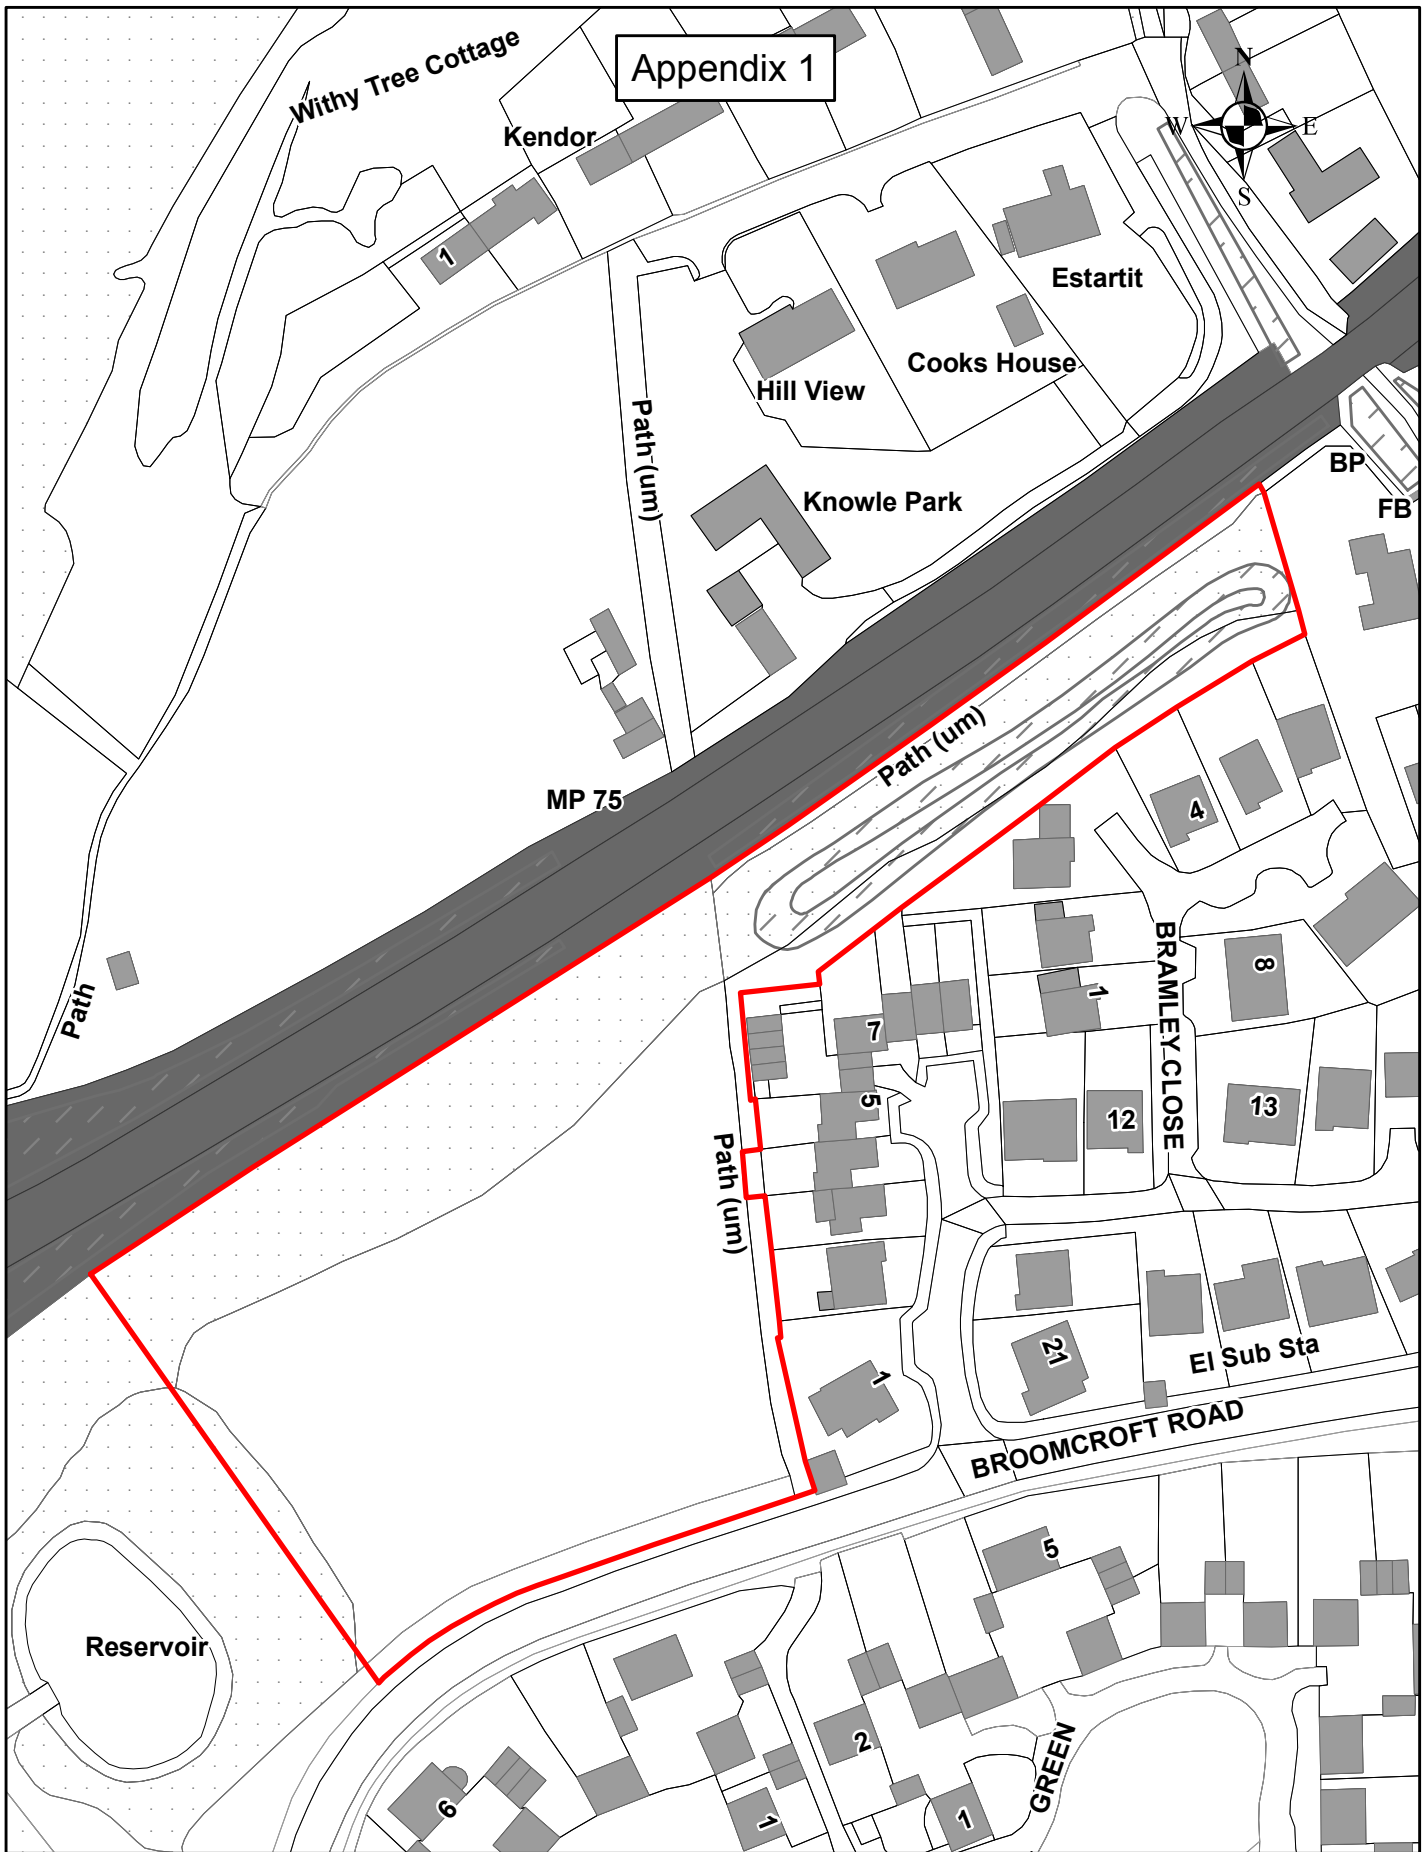 Appendix 1
Withy Tree Cottage
Kendor
N
W
E
S
1
Estartit
Cooks House
Hill View
Path (um)
Knowle Park
BP
FB
MP 75
Path (um)
4
Path
BRAMLEY CLOSE
8
1
7
5
12
13
Path (um)
21
El Sub Sta
1
BROOMCROFT ROAD
5
Reservoir
2
GREEN
6
1
1